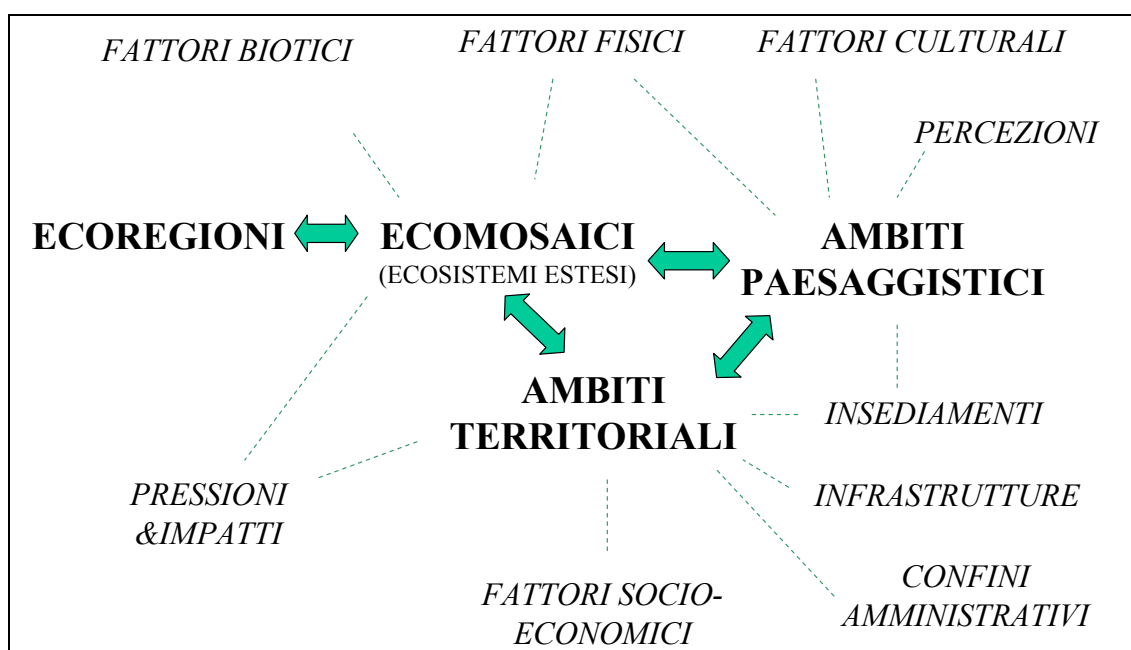 FATTORI BIOTICI
FATTORI FISICI
FATTORI CULTURALI
PERCEZIONI
ECOREGIONI
ECOMOSAICI
(ECOSISTEMI ESTESI)
AMBITI
PAESAGGISTICI
AMBITI
TERRITORIALI
INSEDIAMENTI
PRESSIONI
&IMPATTI
INFRASTRUTTURE
FATTORI SOCIO-
ECONOMICI
CONFINI
AMMINISTRATIVI